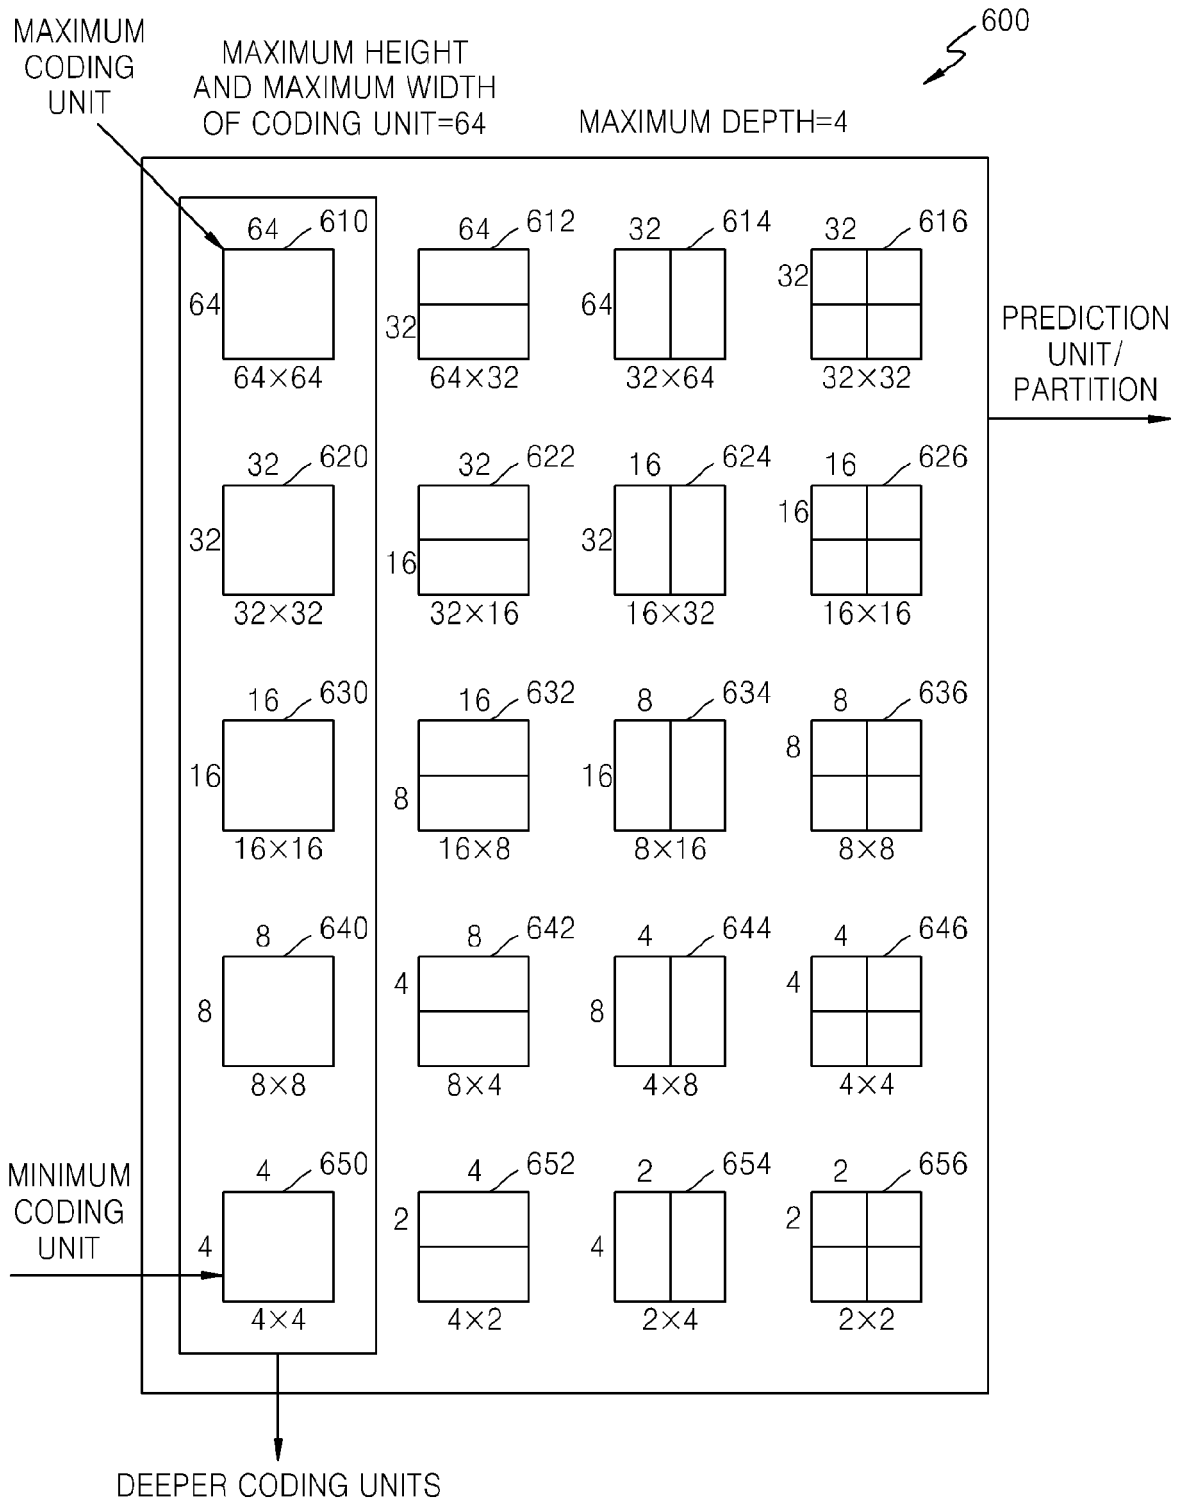 600
MAXIMUM
CODING
UNIT
MAXIMUM HEIGHT
AND MAXIMUM WIDTH
OF CODING UNIT=64
MAXIMUM DEPTH=4
64 610 64 612 32 614 32 616
64 32 64 32
64×64 64×32 32×64 32×32
PREDICTION
UNIT/
PARTITION
32 620 32 622 16 624 16 626
32 16 32 16
32×32 32×16 16×32 16×16
16 630 16 632 8 634 8 636
16 8 16 8
16×16 16×8 8×16 8×8
8 640 8 642 4 644 4 646
8 4 8 4
8×8 8×4 4×8 4×4
MINIMUM
CODING
UNIT
4 650 4 652 2 654 2 656
4 2 4 2
4×4 4×2 2×4 2×2
DEEPER CODING UNITS